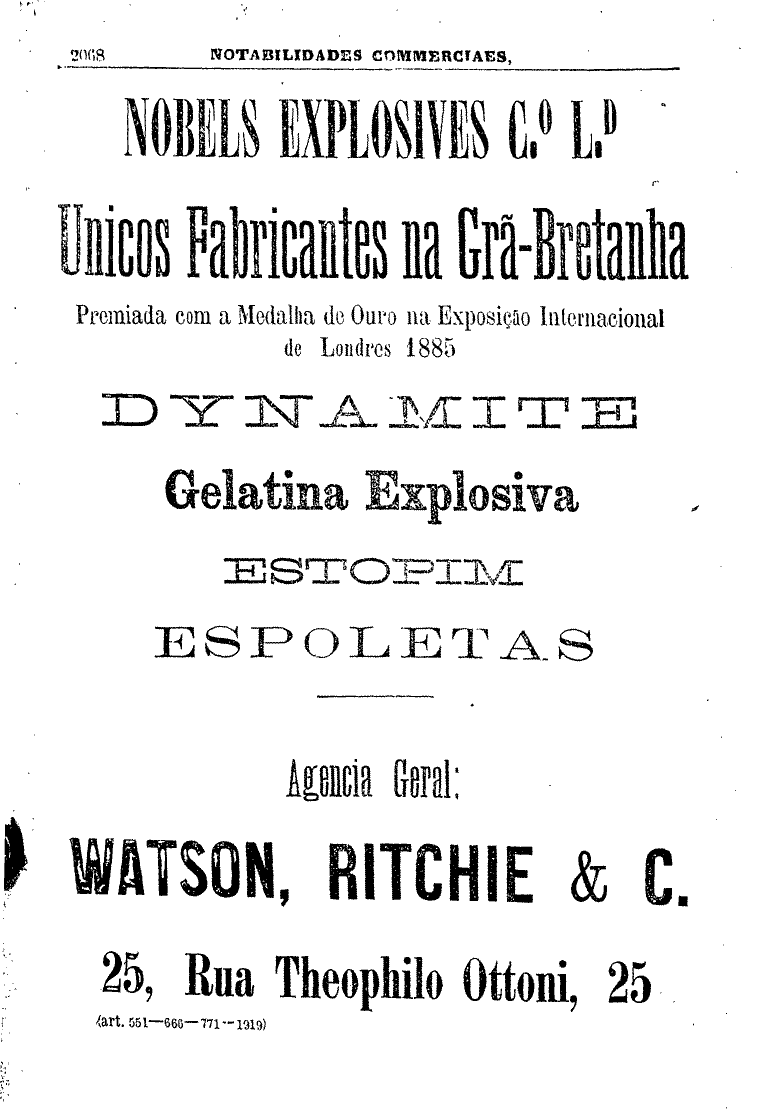 2068 NOTABILIDADES COMMERCIAES,
NOBELS EXPLOSIVES C.º L.D
Unicos Fabricantes na Grã-Bretanha
Premiada com a Medalha de Ouro na Exposição Internacional
de Londres 1885
DYNAMITE
Gelatina Explosiva
ESTOPIM
ESPOLETAS
Agencia Geral:
WATSON, RITCHIE & C.
25, Rua Theophilo Ottoni, 25
(art. 551—666—771--1919)